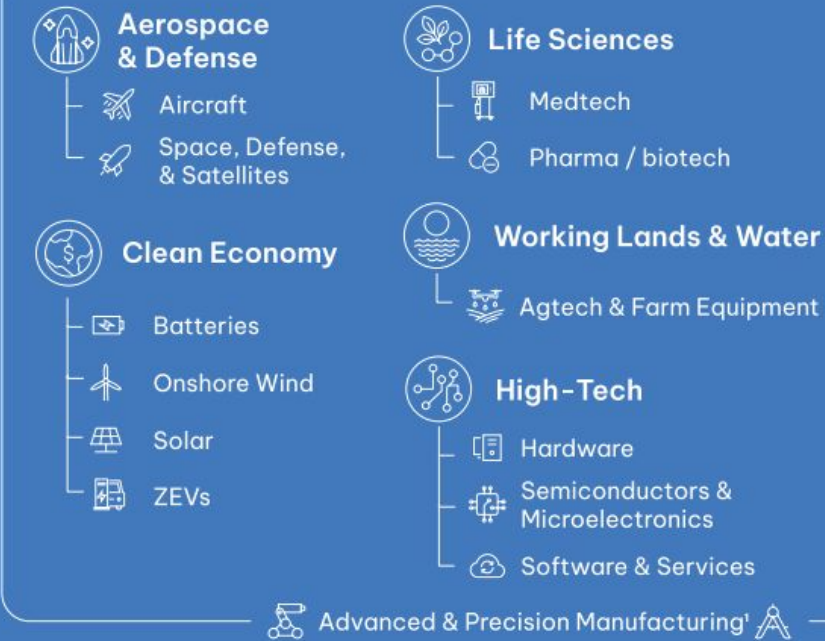 Aerospace
& Defense
Aircraft
Space, Defense,
& Satellites
Clean Economy
$
Batteries
Onshore Wind
Solar
ZEVs
Life Sciences
Medtech
Pharma / biotech
Working Lands & Water
Agtech & Farm Equipment
High-Tech
Hardware
Semiconductors &
Microelectronics
Software & Services
Advanced & Precision Manufacturing¹